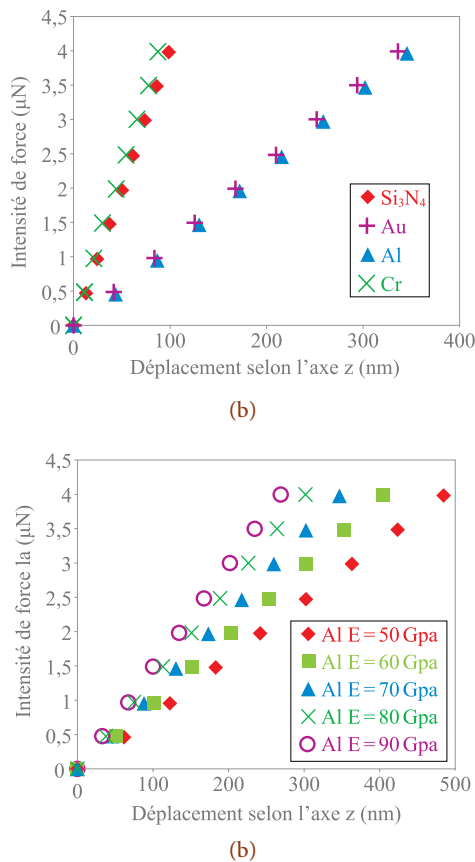 4,5
4
3,5
3
2,5
2
1,5
1
0,5
0
Intensité de force (µN)
Si₃N₄
Au
Al
Cr
0
100
200
300
400
Déplacement selon l’axe z (nm)
(b)
4,5
4
3,5
3
2,5
2
1,5
1
0,5
0
Intensité de force la (µN)
Al E = 50 Gpa
Al E = 60 Gpa
Al E = 70 Gpa
Al E = 80 Gpa
Al E = 90 Gpa
0
100
200
300
400
500
Déplacement selon l’axe z (nm)
(b)